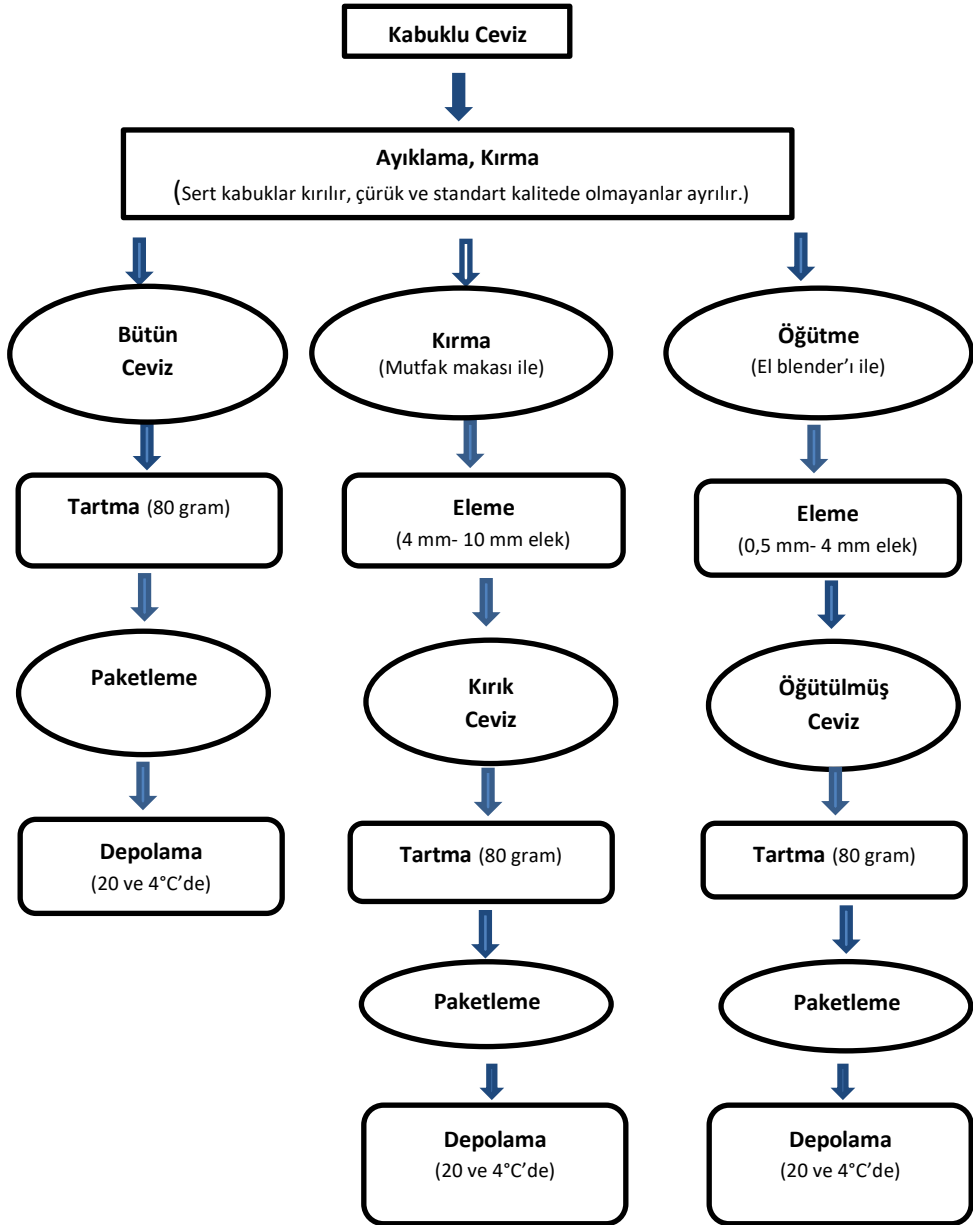 Kabuklu Ceviz
Ayıklama, Kırma
(Sert kabuklar kırılır, çürük ve standart kalitede olmayanlar ayrılır.)
Bütün
Ceviz
Tartma (80 gram)
Paketleme
Depolama
(20 ve 4°C’de)
Kırma
(Mutfak makası ile)
Eleme
(4 mm- 10 mm elek)
Kırık
Ceviz
Tartma (80 gram)
Paketleme
Depolama
(20 ve 4°C’de)
Öğütme
(El blender’ı ile)
Eleme
(0,5 mm- 4 mm elek)
Öğütülmüş
Ceviz
Tartma (80 gram)
Paketleme
Depolama
(20 ve 4°C’de)